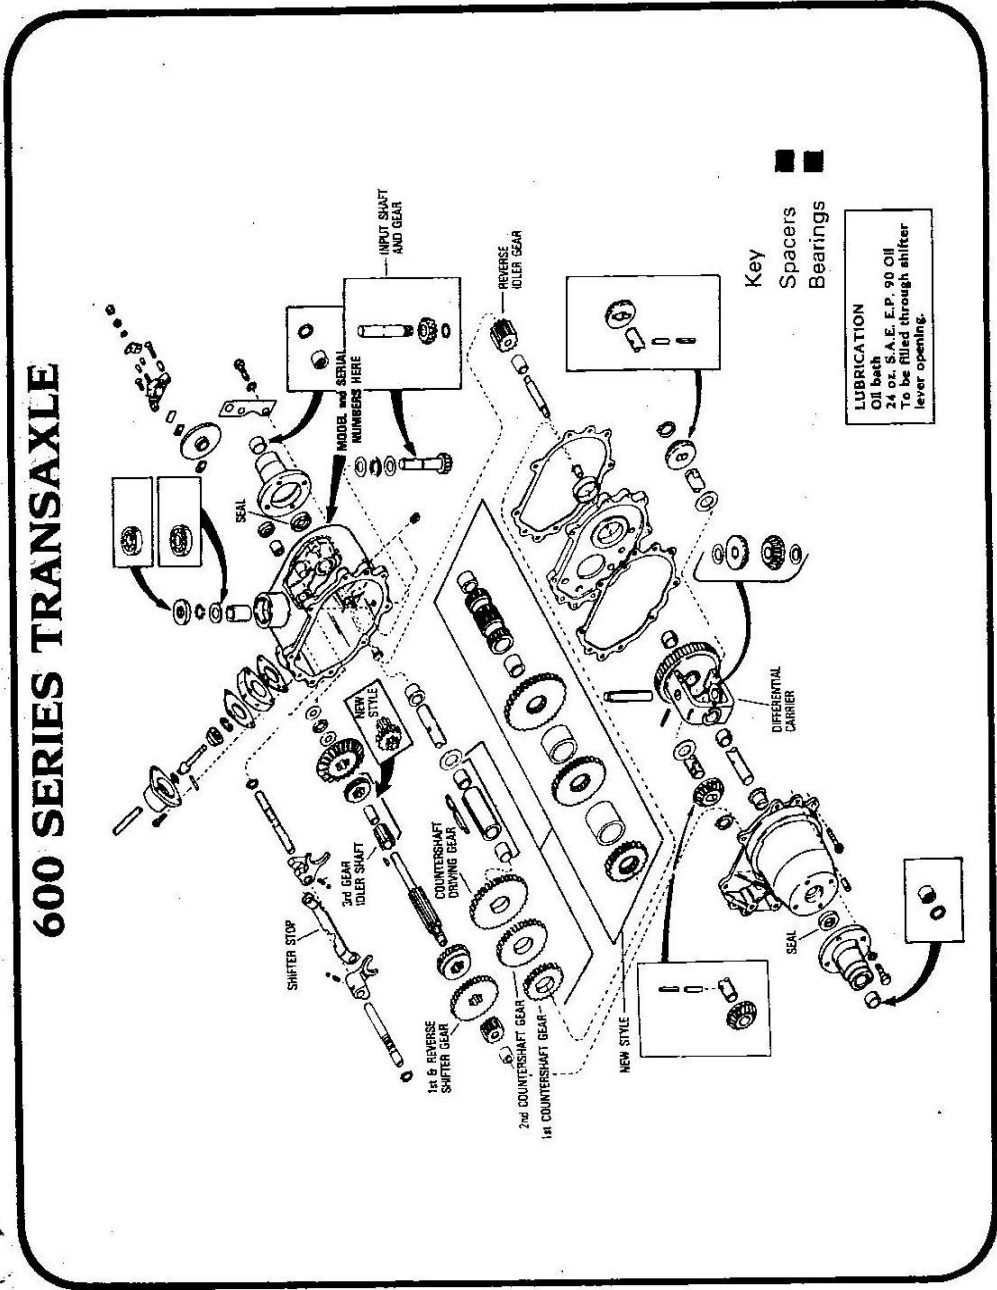 600 SERIES TRANSAXLE
INPUT SHAFT
AND GEAR
REVERSE
IDLER GEAR
MODEL and SERIAL
NUMBERS HERE
SEAL
NEW
STYLE
3rd GEAR
IDLER SHAFT
COUNTERSHAFT
DRIVING GEAR
SHIFTER STOP
1st & REVERSE
SHIFTER GEAR
2nd COUNTERSHAFT GEAR
1st COUNTERSHAFT GEAR
NEW STYLE
DIFFERENTIAL
CARRIER
SEAL
Key
Spacers
Bearings
LUBRICATION
Oil bath
24 oz. S.A.E. E.P. 90 Oil
To be filled through shifter
lever opening.